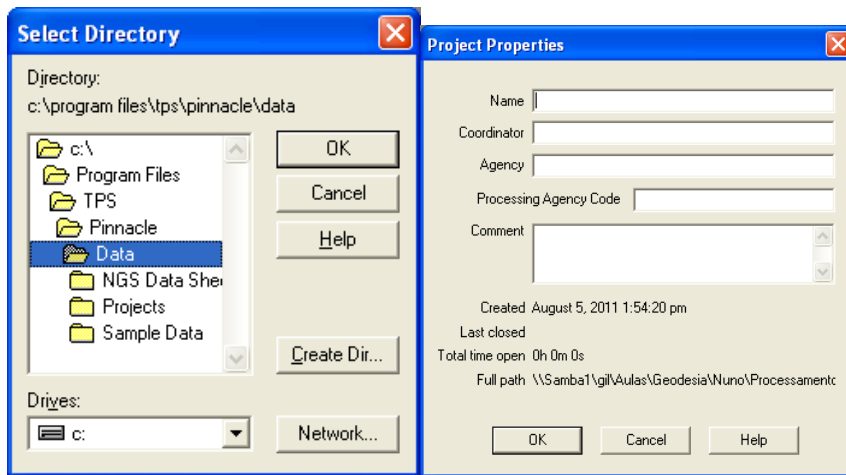 Select Directory
Directory:
c:\program files\tps\pinnacle\data
c:\
Program Files
TPS
Pinnacle
Data
NGS Data Shee
Projects
Sample Data
OK
Cancel
Help
Create Dir...
Drives:
c:
Network...
Project Properties
Name
Coordinator
Agency
Processing Agency Code
Comment
Created August 5, 2011 1:54:20 pm
Last closed
Total time open 0h 0m 0s
Full path \\Samba1\gil\Aulas\Geodesia\Nuno\Processamento
OK Cancel Help